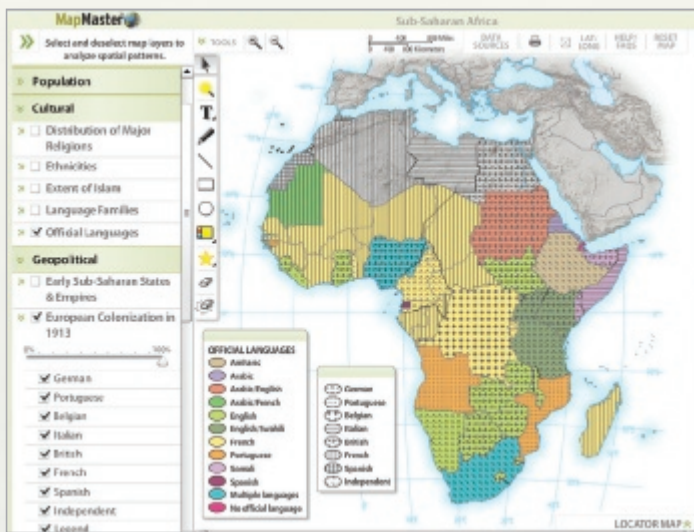 MapMaster
Sub-Saharan Africa
Select and deselect map layers to
analyze spatial patterns.
TOOLS
DATA
SOURCES
LAT/
LONG
HELP/
FAQS
RESET
MAP
Population
Cultural
Distribution of Major
Religions
Ethnicities
Extent of Islam
Language Families
Official Languages
Geopolitical
Early Sub-Saharan States
& Empires
European Colonization in
1913
0%
100%
German
Portuguese
Belgian
Italian
British
French
Spanish
Independent
Legend
T
OFFICIAL LANGUAGES
Amharic
Arabic
Arabic/English
Arabic/French
English
English/Swahili
French
Portuguese
Somali
Spanish
Multiple languages
No official language
German
Portuguese
Belgian
Italian
British
French
Spanish
Independent
LOCATOR MAP